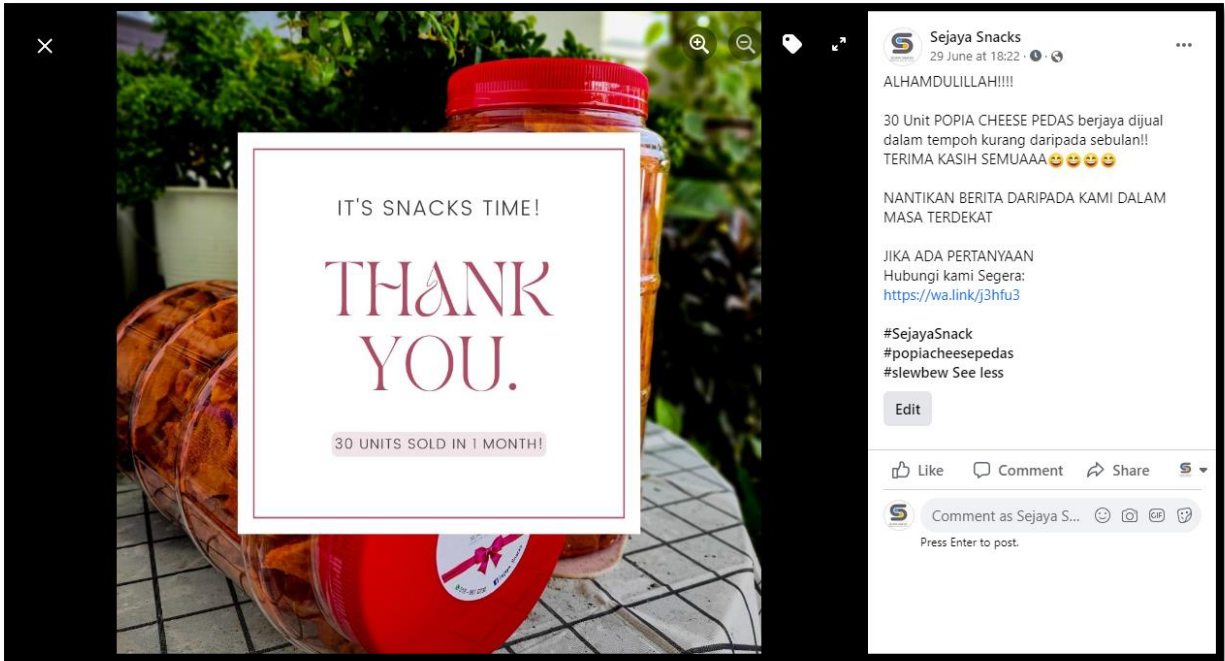 IT'S SNACKS TIME!
THANK
YOU.
30 UNITS SOLD IN 1 MONTH!
Sejaya Snacks
29 June at 18:22
ALHAMDULILLAH!!!!
30 Unit POPIA CHEESE PEDAS berjaya dijual
dalam tempoh kurang daripada sebulan!!
TERIMA KASIH SEMUAAA😄😄😄😄
NANTIKAN BERITA DARIPADA KAMI DALAM
MASA TERDEKAT
JIKA ADA PERTANYAAN
Hubungi kami Segera:
https://wa.link/j3hfu3
#SejayaSnack
#popiacheesepedas
#slewbew See less
Edit
Like Comment Share
Comment as Sejaya S... GIF
Press Enter to post.